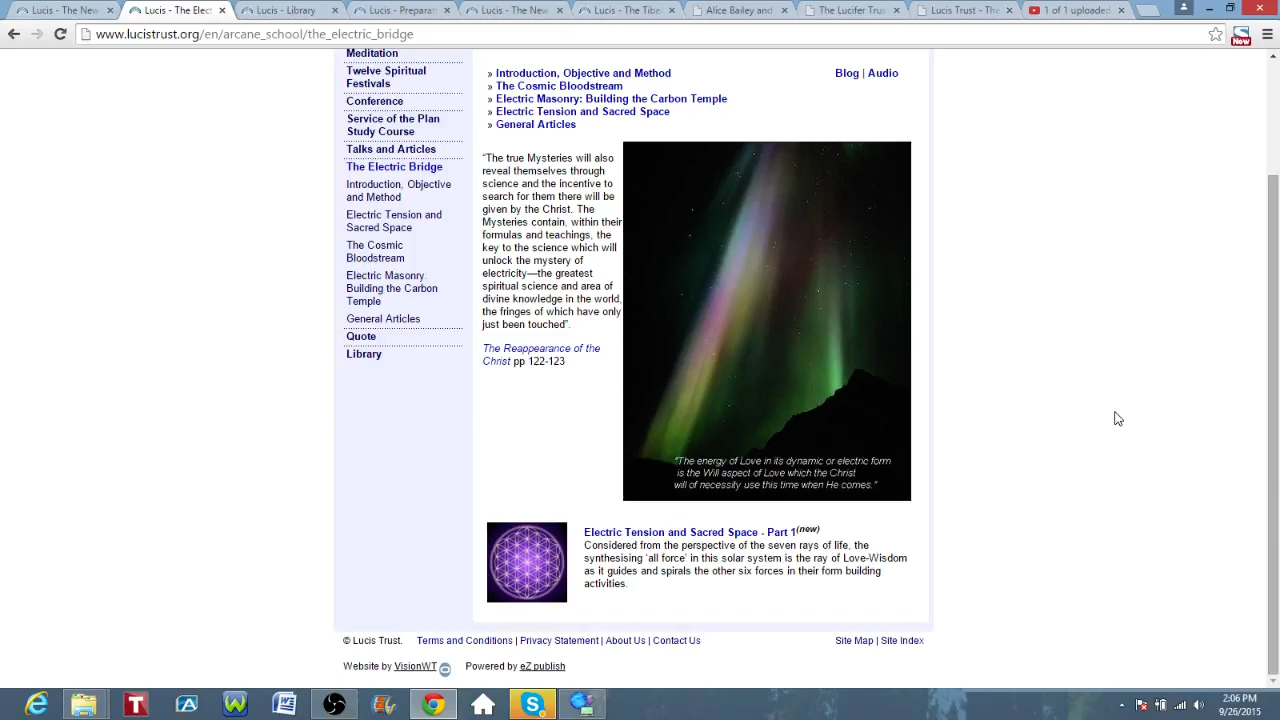 Lucis - The New
Lucis - The Elect
Lucis - Library
Lucis - Preparat
Lucis - The New
Lucis - The Tibe
Alice Bailey and
The Lucifer Trus
Lucis Trust - The
1 of 1 uploaded
www.lucistrust.org/en/arcane_school/the_electric_bridge
New
Meditation
Twelve Spiritual
Festivals
Conference
Service of the Plan
Study Course
Talks and Articles
The Electric Bridge
Introduction, Objective
and Method
Electric Tension and
Sacred Space
The Cosmic
Bloodstream
Electric Masonry:
Building the Carbon
Temple
General Articles
Quote
Library
» Introduction, Objective and Method
» The Cosmic Bloodstream
» Electric Masonry: Building the Carbon Temple
» Electric Tension and Sacred Space
» General Articles
Blog | Audio
“The true Mysteries will also
reveal themselves through
science and the incentive to
search for them there will be
given by the Christ. The
Mysteries contain, within their
formulas and teachings, the
key to the science which will
unlock the mystery of
electricity—the greatest
spiritual science and area of
divine knowledge in the world,
the fringes of which have only
just been touched”.
The Reappearance of the
Christ pp 122-123
"The energy of Love in its dynamic or electric form
is the Will aspect of Love which the Christ
will of necessity use this time when He comes."
Electric Tension and Sacred Space - Part 1(new)
Considered from the perspective of the seven rays of life, the
synthesising ‘all force’ in this solar system is the ray of Love-Wisdom
as it guides and spirals the other six forces in their form building
activities.
© Lucis Trust. Terms and Conditions | Privacy Statement | About Us | Contact Us
Site Map | Site Index
Website by VisionWT Powered by eZ publish
2:06 PM
9/26/2015